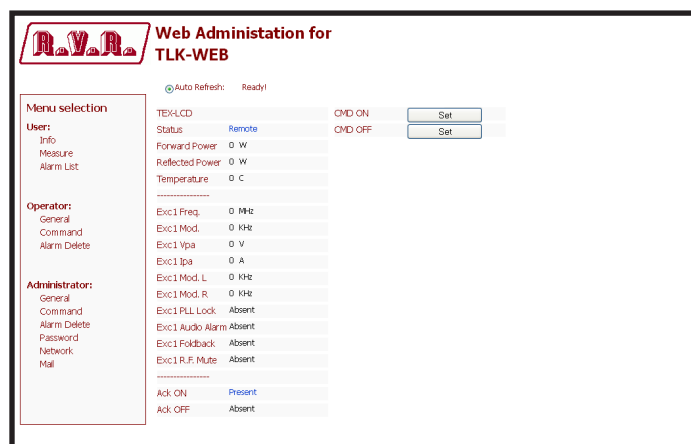 R.V.R.
Web Administation for
TLK-WEB
Auto Refresh: Ready!
Menu selection
User:
Info
Measure
Alarm List
Operator:
General
Command
Alarm Delete
Administrator:
General
Command
Alarm Delete
Password
Network
Mail
TEX-LCD
Status Remote
Forward Power 0 W
Reflected Power 0 W
Temperature 0 C
---------------
Exc1 Freq. 0 MHz
Exc1 Mod. 0 KHz
Exc1 Vpa 0 V
Exc1 Ipa 0 A
Exc1 Mod. L 0 KHz
Exc1 Mod. R 0 KHz
Exc1 PLL Lock Absent
Exc1 Audio Alarm Absent
Exc1 Foldback Absent
Exc1 R.F. Mute Absent
---------------
Ack ON Present
Ack OFF Absent
CMD ON Set
CMD OFF Set